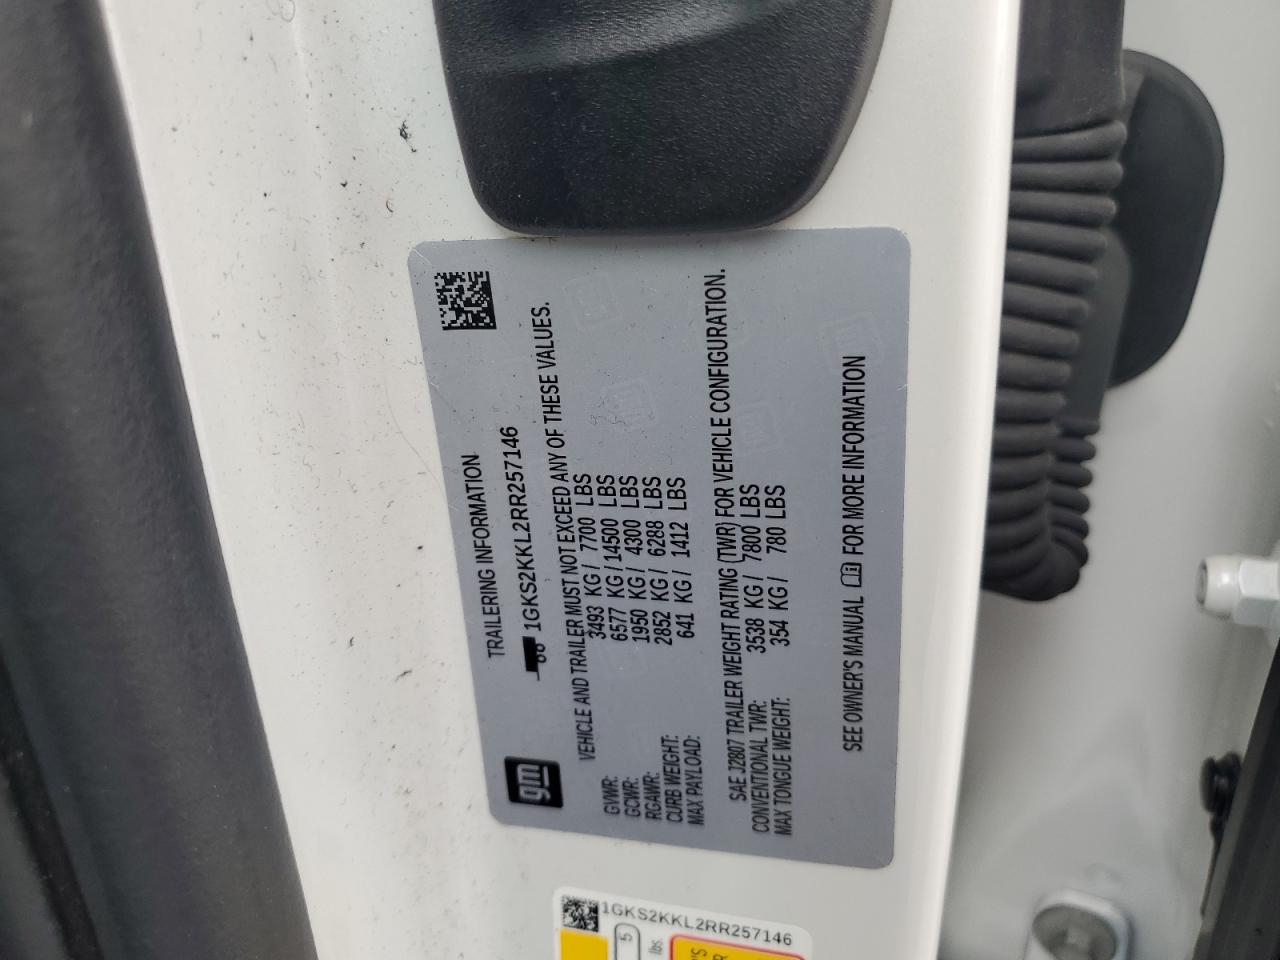 TRAILERING INFORMATION
1GKS2KKL2RR257146
gm
VEHICLE AND TRAILER MUST NOT EXCEED ANY OF THESE VALUES.
GVWR: 3493 KG / 7700 LBS
GCWR: 6577 KG / 14500 LBS
RGAWR: 1950 KG / 4300 LBS
CURB WEIGHT: 2852 KG / 6288 LBS
MAX PAYLOAD: 641 KG / 1412 LBS
SAE J2807 TRAILER WEIGHT RATING (TWR) FOR VEHICLE CONFIGURATION.
CONVENTIONAL TWR: 3538 KG / 7800 LBS
MAX TONGUE WEIGHT: 354 KG / 780 LBS
SEE OWNER'S MANUAL FOR MORE INFORMATION
1GKS2KKL2RR257146
5
lbs